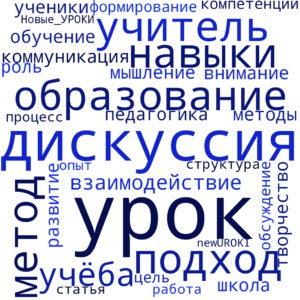 ученики
формирование
компетенции
Новые_УРОКИ
учитель
обучение
навыки
коммуникация
роль
мышление
внимание
образование
процесс
педагогика
методы
дискуссия
метод
развитие
опыт
структура
взаимодействие
обсуждение
творчество
урок
newUROKI
подход
учёба
цель
статья
работа
школа